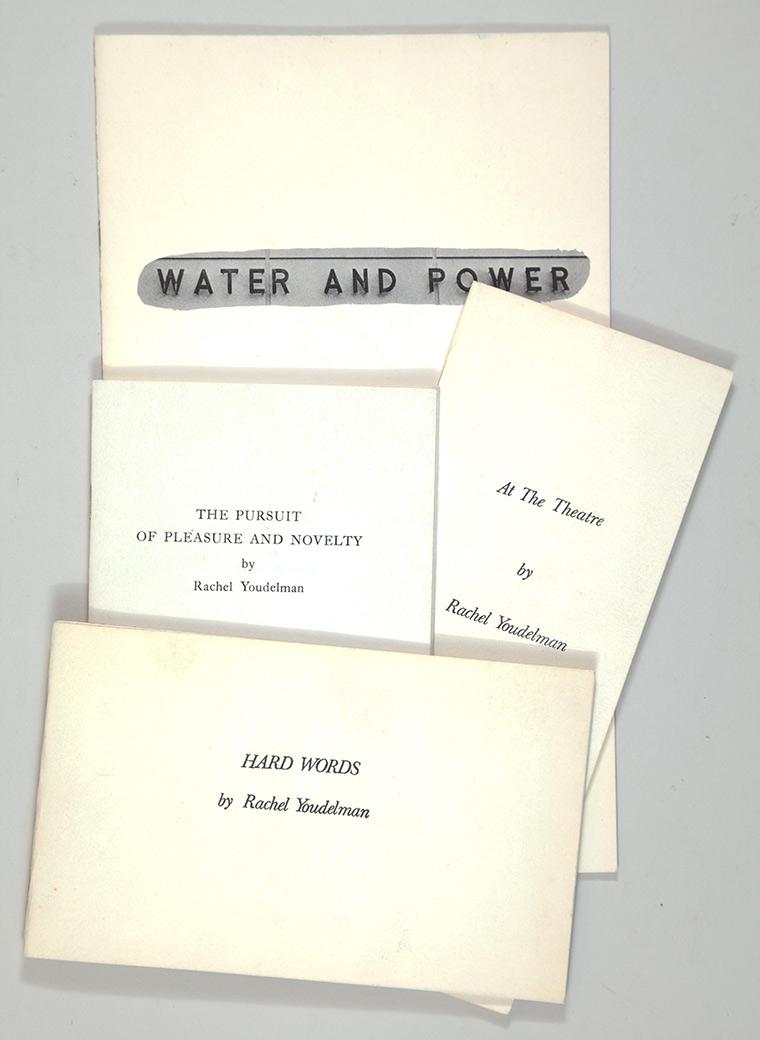 WATER AND POWER
THE PURSUIT
OF PLEASURE AND NOVELTY
by
Rachel Youdelman
At The Theatre
by
Rachel Youdelman
HARD WORDS
by Rachel Youdelman